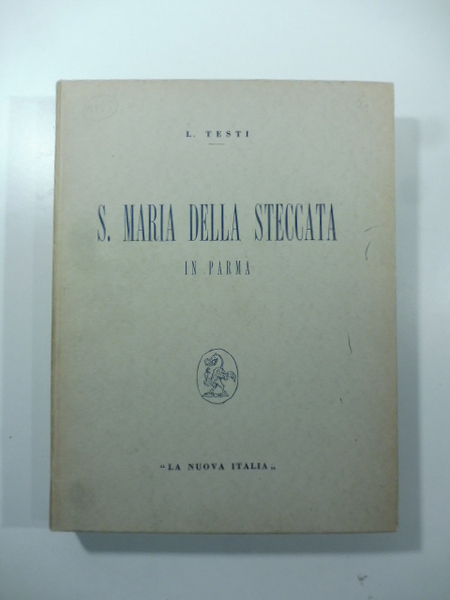 L. TESTI
S. MARIA DELLA STECCATA
IN PARMA
"LA NUOVA ITALIA„